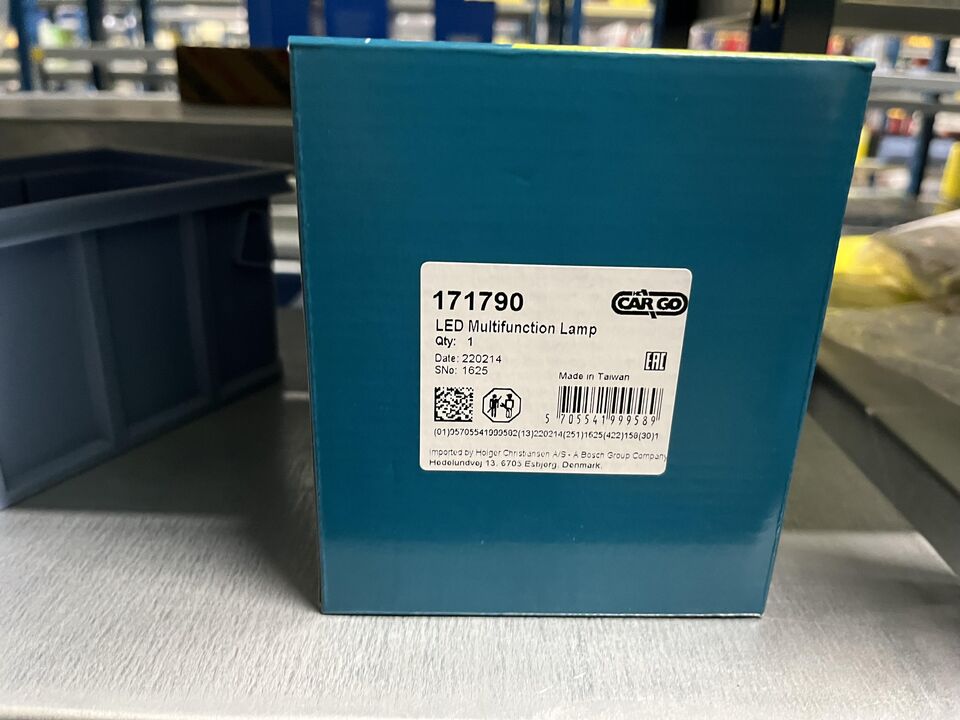 171790
HC CARGO
LED Multifunction Lamp
Qty: 1
Date: 220214
SNo: 1625
EAC
Made in Taiwan
5 705541 999589
(01)05705541999582(13)220214(251)1625(422)158(30)1
Imported by Holger Christiansen A/S - A Bosch Group Company
Hedelundvej 13, 6705 Esbjerg, Denmark.